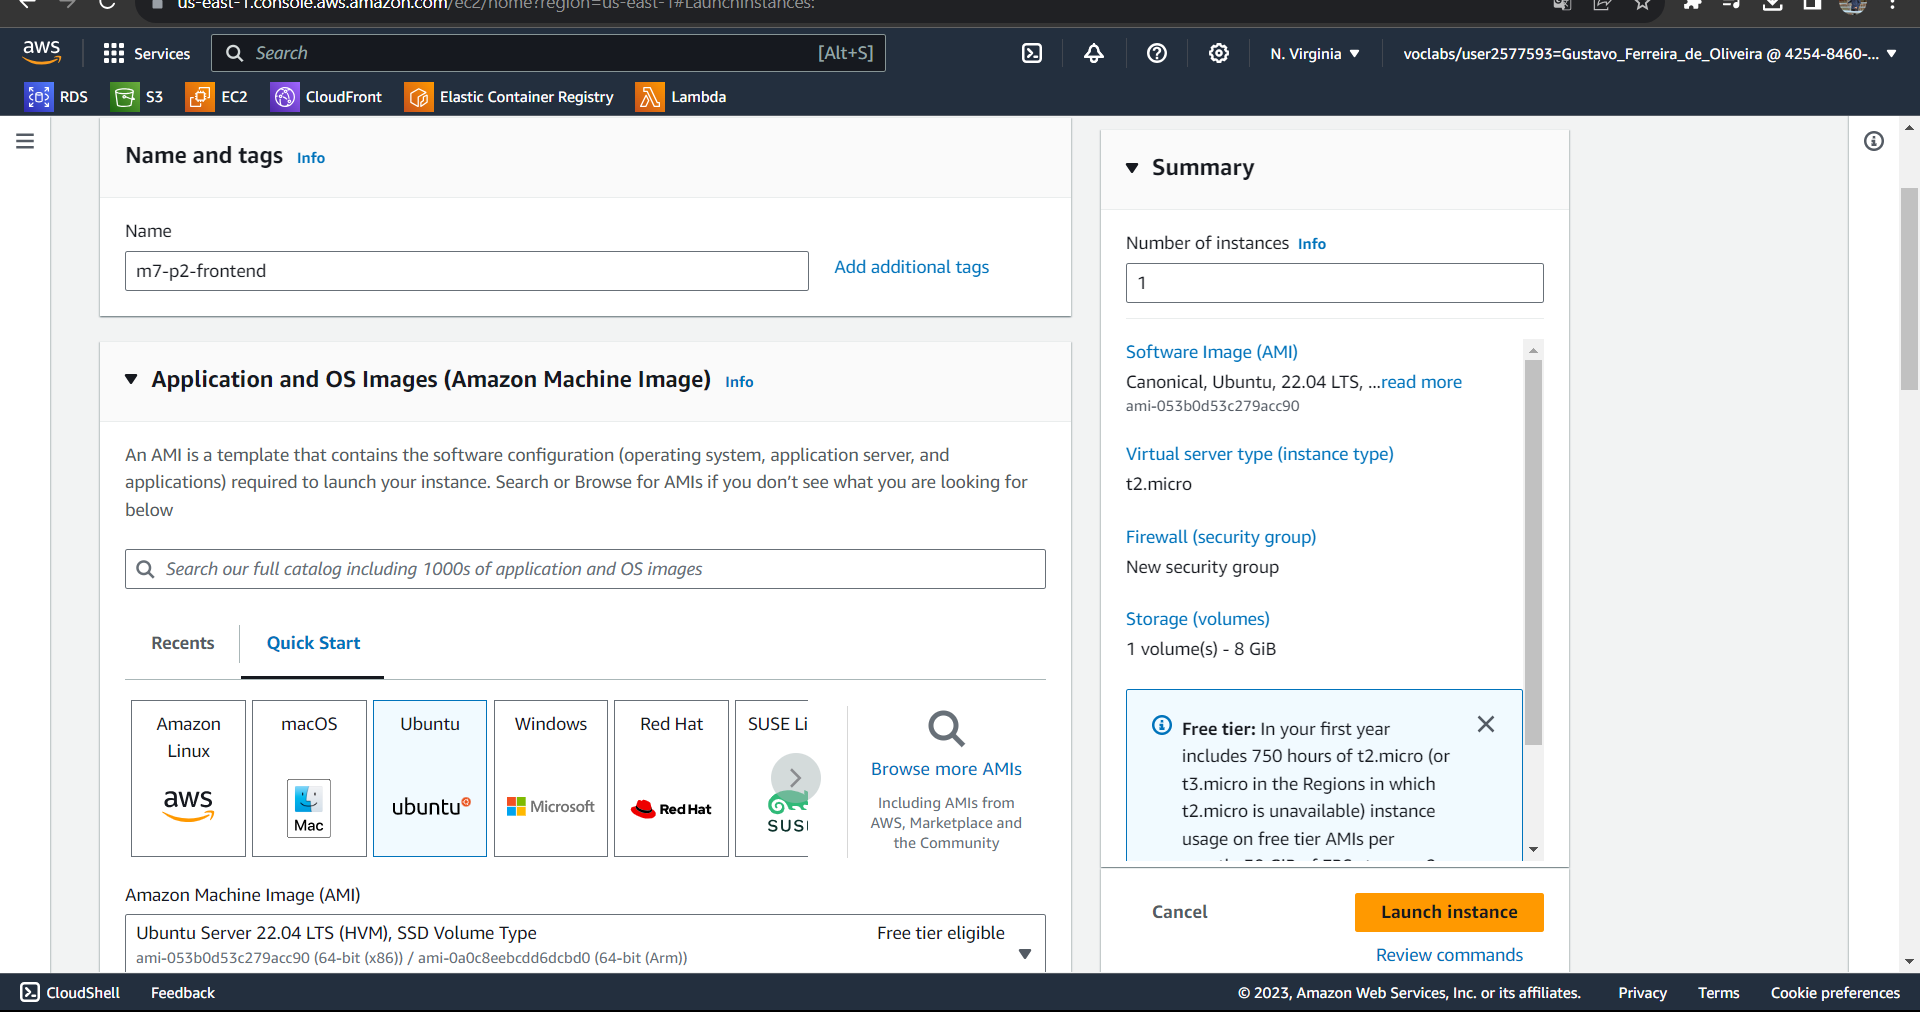 us-east-1.console.aws.amazon.com/ec2/home?region=us-east-1#LaunchInstances:
aws
Services
Search
[Alt+S]
N. Virginia
voclabs/user2577593=Gustavo_Ferreira_de_Oliveira @ 4254-8460-...
RDS
S3
EC2
CloudFront
Elastic Container Registry
Lambda
Name and tags Info
Name
m7-p2-frontend
Add additional tags
Application and OS Images (Amazon Machine Image) Info
An AMI is a template that contains the software configuration (operating system, application server, and
applications) required to launch your instance. Search or Browse for AMIs if you don’t see what you are looking for
below
Search our full catalog including 1000s of application and OS images
Recents
Quick Start
Amazon
Linux
aws
macOS
Mac
Ubuntu
ubuntu
Windows
Microsoft
Red Hat
Red Hat
SUSE Li
SUS
Browse more AMIs
Including AMIs from
AWS, Marketplace and
the Community
Amazon Machine Image (AMI)
Ubuntu Server 22.04 LTS (HVM), SSD Volume Type
Free tier eligible
ami-053b0d53c279acc90 (64-bit (x86)) / ami-0a0c8eebcdd6dcbd0 (64-bit (Arm))
Summary
Number of instances Info
1
Software Image (AMI)
Canonical, Ubuntu, 22.04 LTS, ...read more
ami-053b0d53c279acc90
Virtual server type (instance type)
t2.micro
Firewall (security group)
New security group
Storage (volumes)
1 volume(s) - 8 GiB
Free tier: In your first year
includes 750 hours of t2.micro (or
t3.micro in the Regions in which
t2.micro is unavailable) instance
usage on free tier AMIs per
Cancel
Launch instance
Review commands
CloudShell
Feedback
© 2023, Amazon Web Services, Inc. or its affiliates.
Privacy
Terms
Cookie preferences